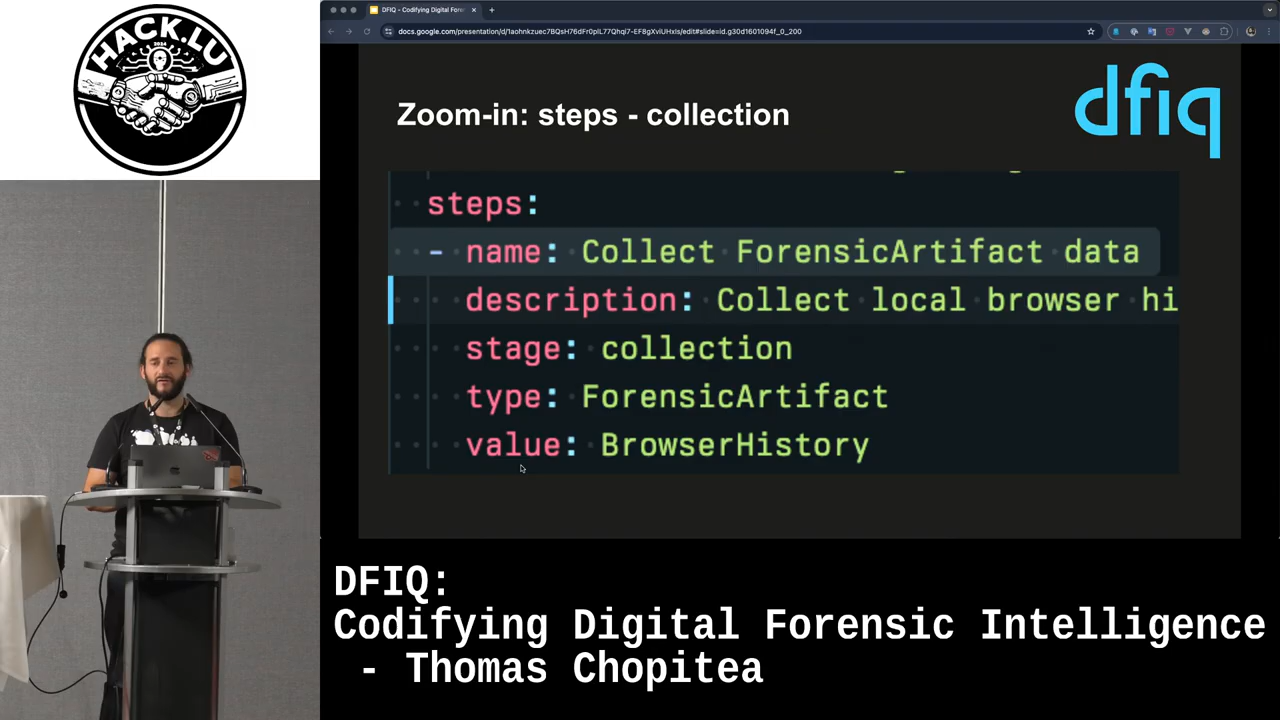 HACK.LU
2024
DFIQ - Codifying Digital Foren
docs.google.com/presentation/d/1aohnkzuec7BQsH76dFr0plL77Qhqi7-EF8gXviUHxis/edit#slide=id.g30d1601094f_0_200
Zoom-in: steps - collection
dfiq
steps:
- name: Collect ForensicArtifact data
description: Collect local browser hi
stage: collection
type: ForensicArtifact
value: BrowserHistory
DFIQ:
Codifying Digital Forensic Intelligence
- Thomas Chopitea